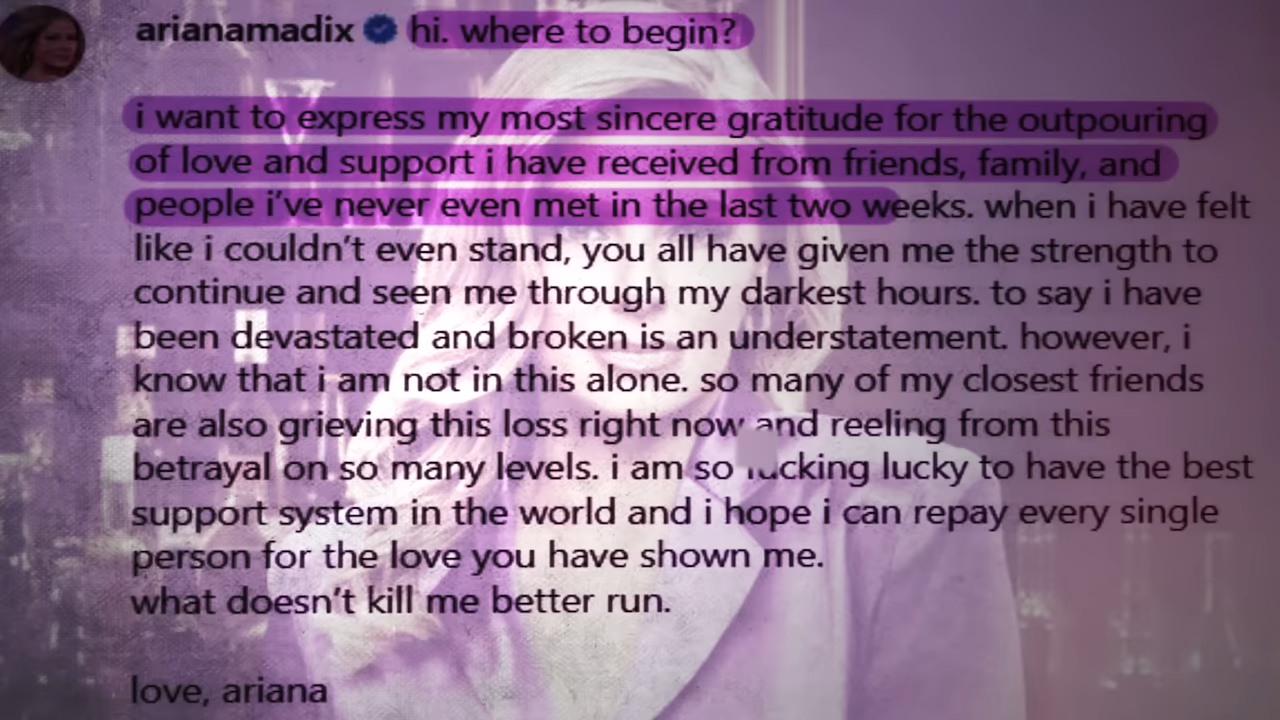 arianamadix hi. where to begin?
i want to express my most sincere gratitude for the outpouring
of love and support i have received from friends, family, and
people i've never even met in the last two weeks. when i have felt
like i couldn't even stand, you all have given me the strength to
continue and seen me through my darkest hours. to say i have
been devastated and broken is an understatement. however, i
know that i am not in this alone. so many of my closest friends
are also grieving this loss right now and reeling from this
betrayal on so many levels. i am so lucky to have the best
support system in the world and i hope i can repay every single
person for the love you have shown me.
what doesn't kill me better run.
love, ariana